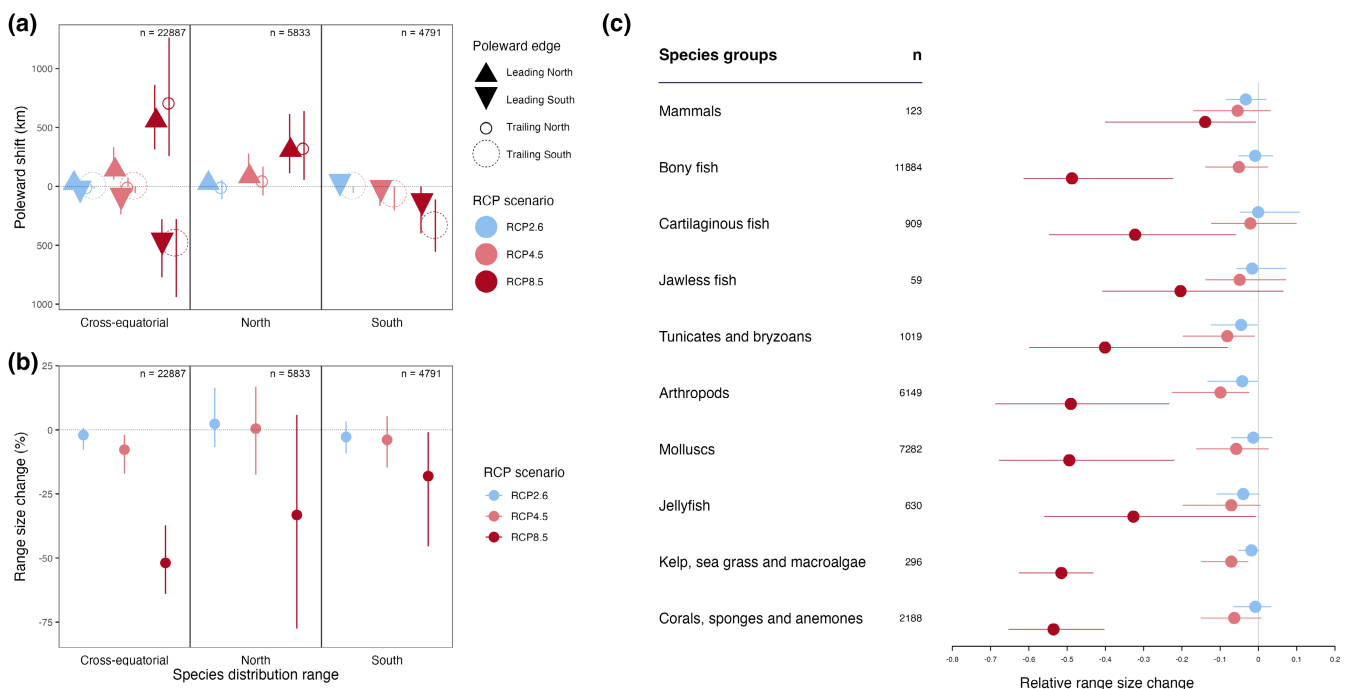 (a)
n = 22887
n = 5833
n = 4791
Poleward shift (km)
1000
500
0
500
1000
Cross-equatorial
North
South
Poleward edge
Leading North
Leading South
Trailing North
Trailing South
RCP scenario
RCP2.6
RCP4.5
RCP8.5
(b)
n = 22887
n = 5833
n = 4791
Range size change (%)
25
0
-25
-50
-75
Cross-equatorial
North
South
Species distribution range
RCP scenario
RCP2.6
RCP4.5
RCP8.5
(c)
Species groups n
Mammals 123
Bony fish 11884
Cartilaginous fish 909
Jawless fish 59
Tunicates and bryzoans 1019
Arthropods 6149
Molluscs 7282
Jellyfish 630
Kelp, sea grass and macroalgae 296
Corals, sponges and anemones 2188
-0.8 -0.7 -0.6 -0.5 -0.4 -0.3 -0.2 -0.1 0 0.1 0.2
Relative range size change